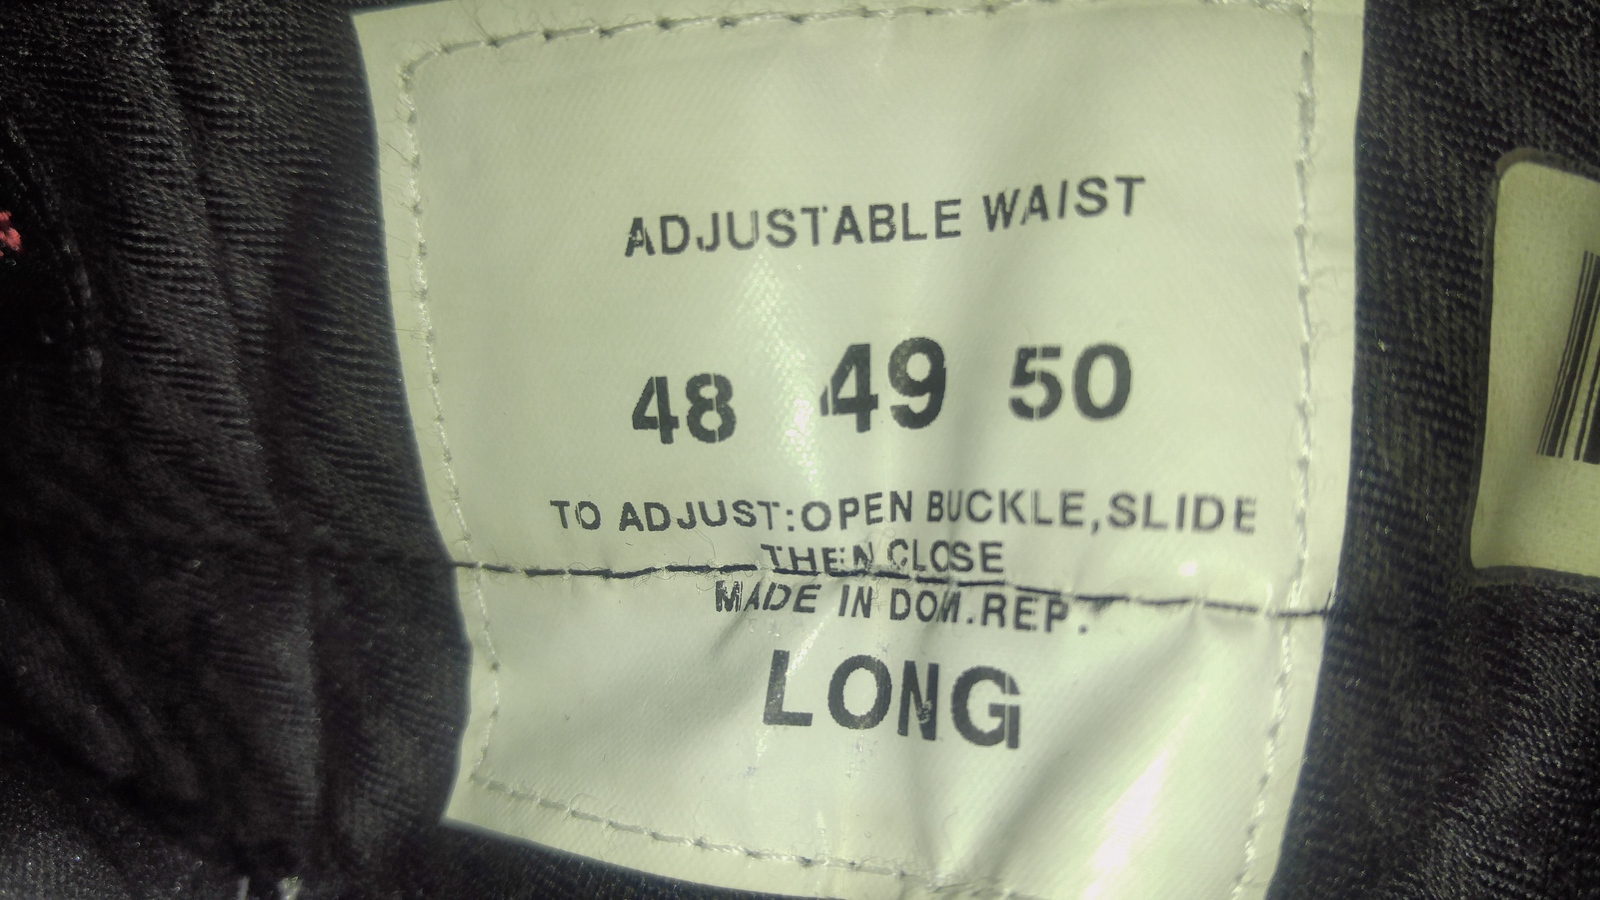 ADJUSTABLE WAIST
48 49 50
TO ADJUST:OPEN BUCKLE,SLIDE
THEN CLOSE
MADE IN DOM.REP.
LONG